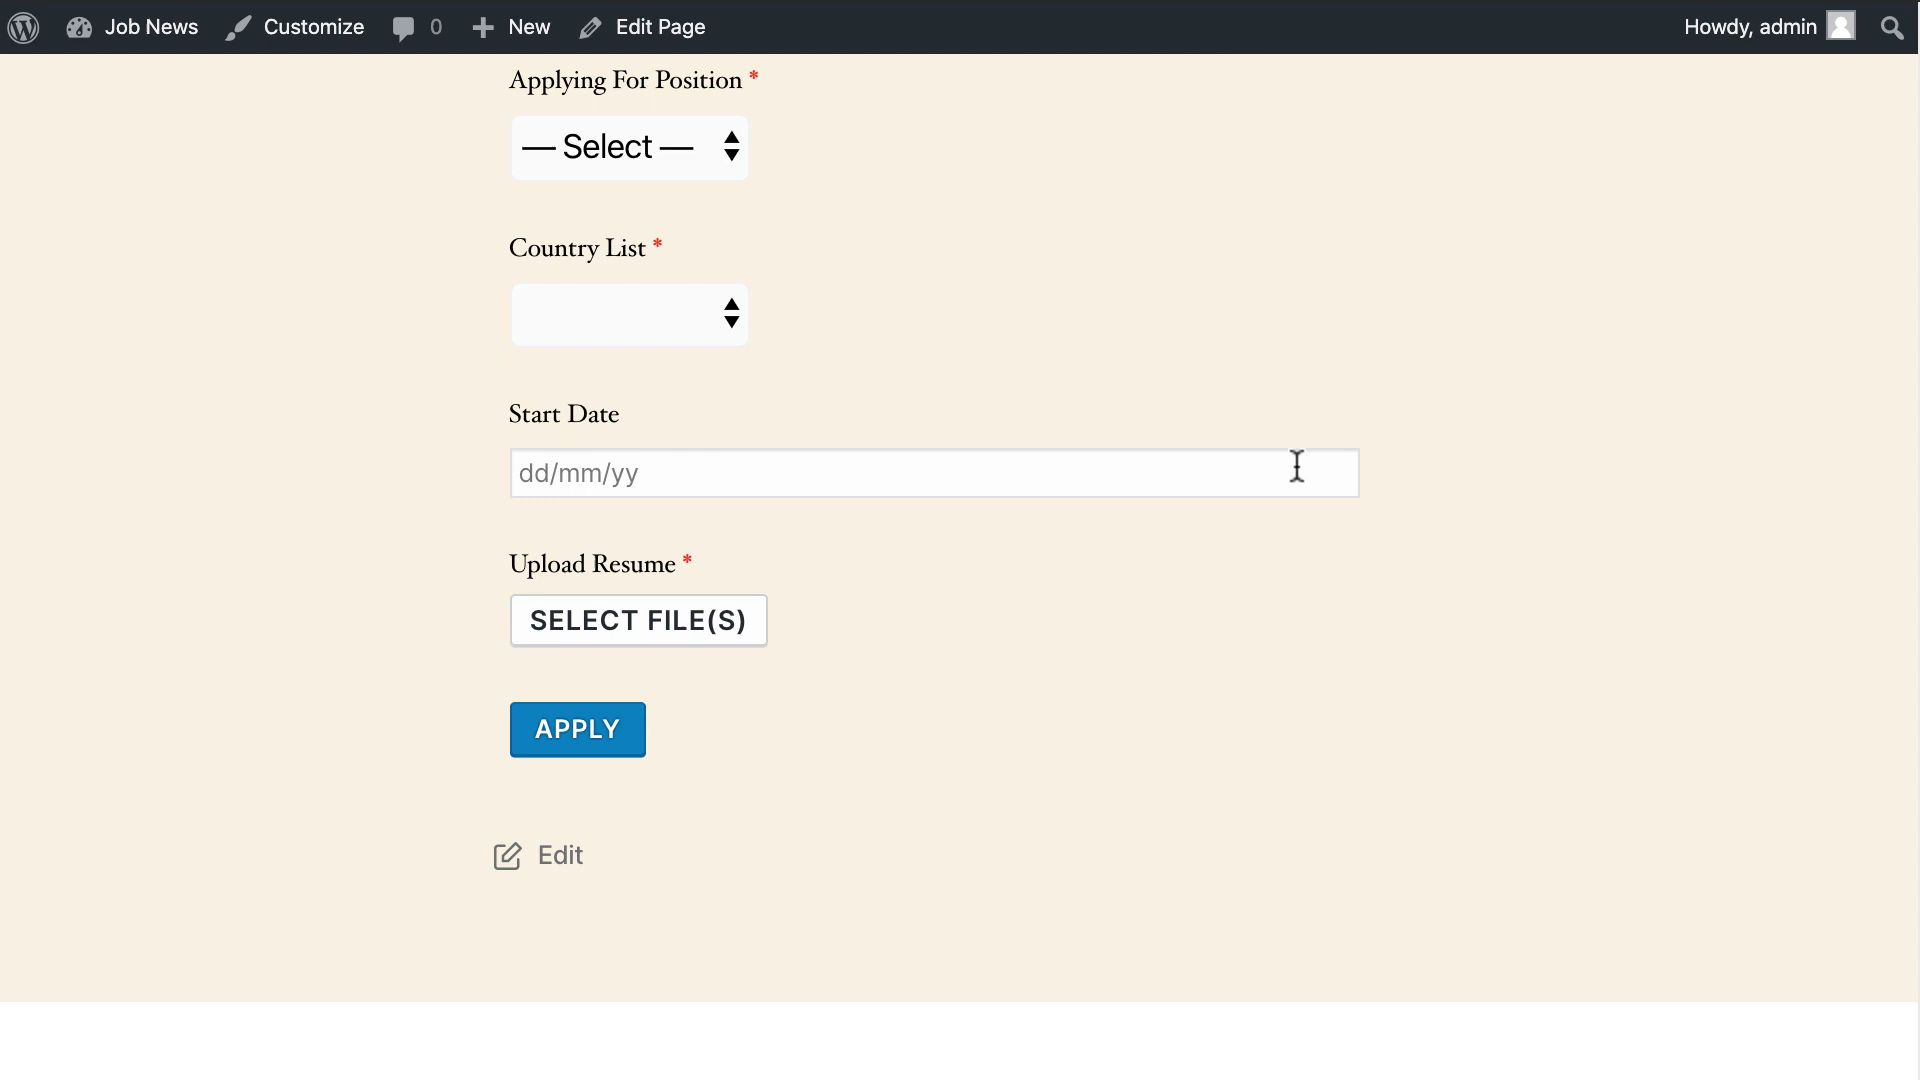 Job News Customize 0 New Edit Page Howdy, admin
Applying For Position *
— Select —
Country List *
Start Date
dd/mm/yy
Upload Resume *
SELECT FILE(S)
APPLY
Edit